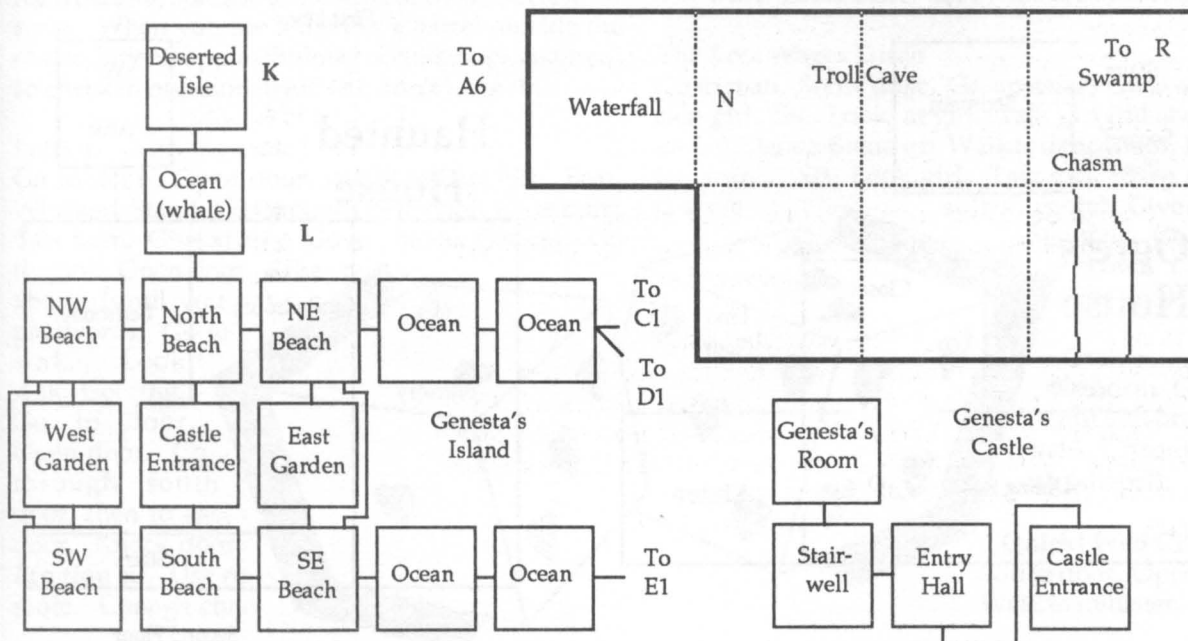 Deserted
Isle
K
Ocean
(whale)
L
To
A6
Waterfall
N
Troll Cave
To R
Swamp
Chasm
NW
Beach
North
Beach
NE
Beach
Ocean
Ocean
To
C1
To
D1
West
Garden
Castle
Entrance
East
Garden
Genesta's
Island
SW
Beach
South
Beach
SE
Beach
Ocean
Ocean
To
E1
Genesta's
Room
Genesta's
Castle
Stair-
well
Entry
Hall
Castle
Entrance